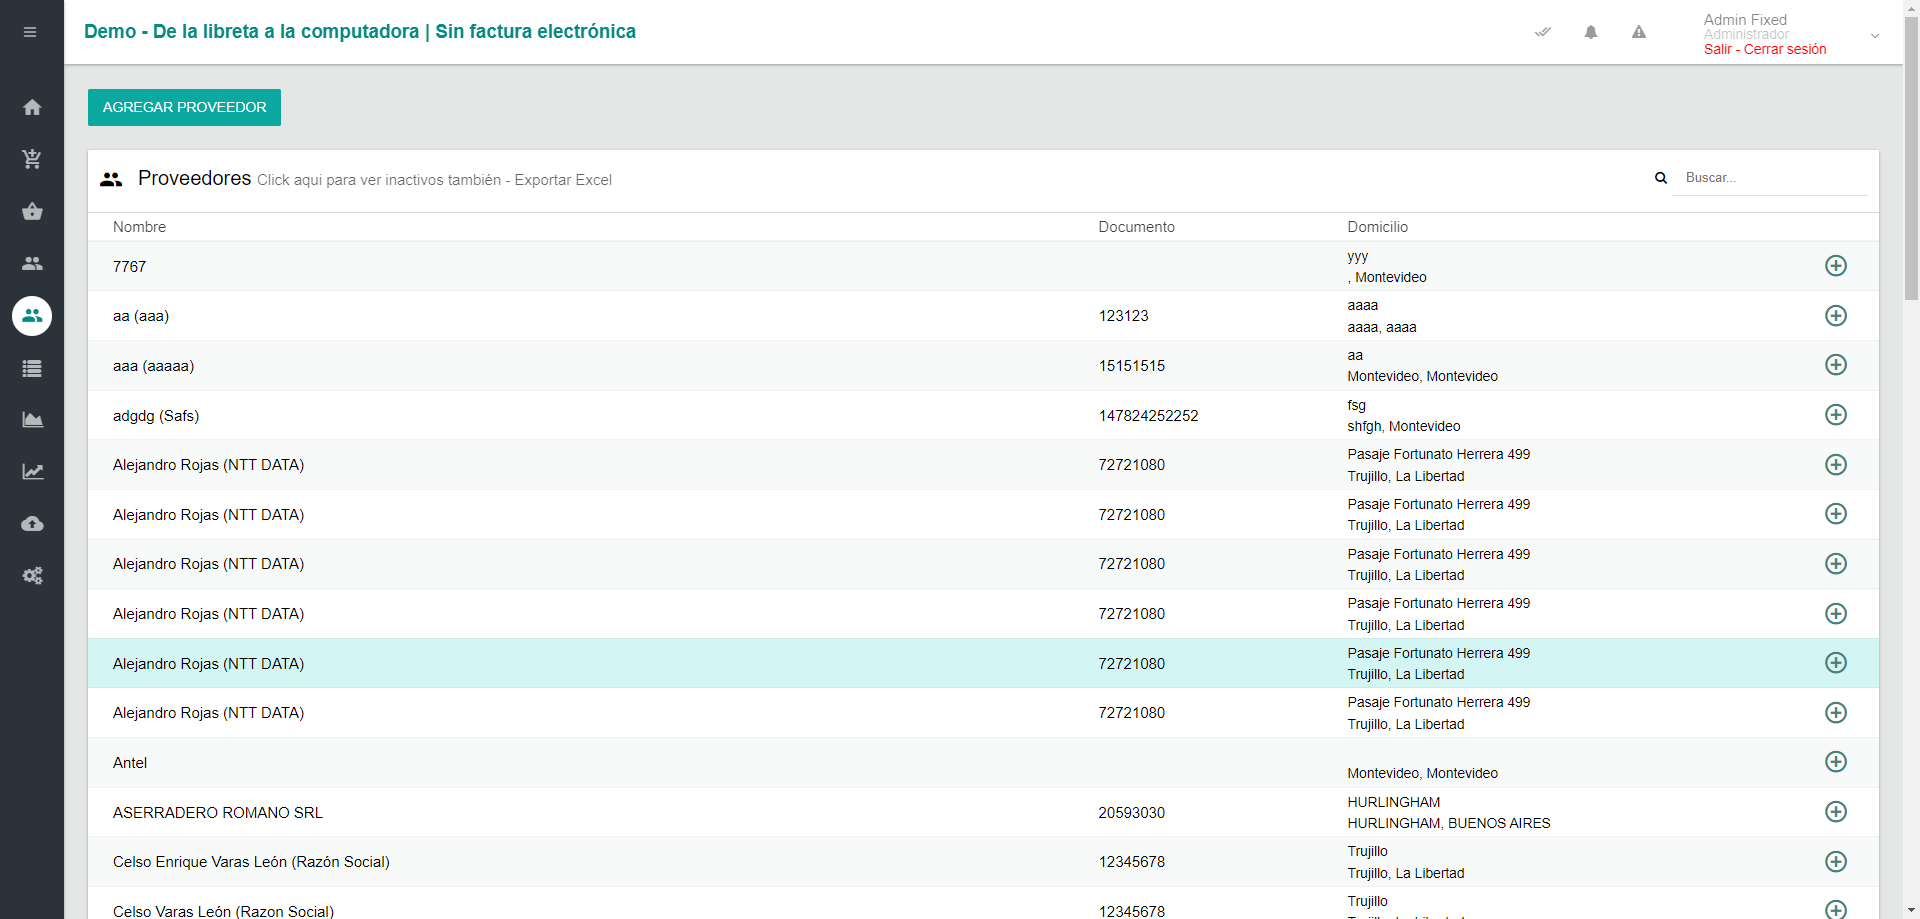 Demo - De la libreta a la computadora | Sin factura electrónica
Admin Fixed
Administrador
Salir - Cerrar sesión
AGREGAR PROVEEDOR
Proveedores Click aqui para ver inactivos también - Exportar Excel
Buscar...
Nombre Documento Domicilio
7767 yyy
, Montevideo
aa (aaa) 123123 aaaa
aaaa, aaaa
aaa (aaaaa) 15151515 aa
Montevideo, Montevideo
adgdg (Safs) 147824252252 fsg
shfgh, Montevideo
Alejandro Rojas (NTT DATA) 72721080 Pasaje Fortunato Herrera 499
Trujillo, La Libertad
Alejandro Rojas (NTT DATA) 72721080 Pasaje Fortunato Herrera 499
Trujillo, La Libertad
Alejandro Rojas (NTT DATA) 72721080 Pasaje Fortunato Herrera 499
Trujillo, La Libertad
Alejandro Rojas (NTT DATA) 72721080 Pasaje Fortunato Herrera 499
Trujillo, La Libertad
Alejandro Rojas (NTT DATA) 72721080 Pasaje Fortunato Herrera 499
Trujillo, La Libertad
Alejandro Rojas (NTT DATA) 72721080 Pasaje Fortunato Herrera 499
Trujillo, La Libertad
Antel
Montevideo, Montevideo
ASERRADERO ROMANO SRL 20593030 HURLINGHAM
HURLINGHAM, BUENOS AIRES
Celso Enrique Varas León (Razón Social) 12345678 Trujillo
Trujillo, La Libertad
Celso Varas León (Razon Social) 12345678 Trujillo